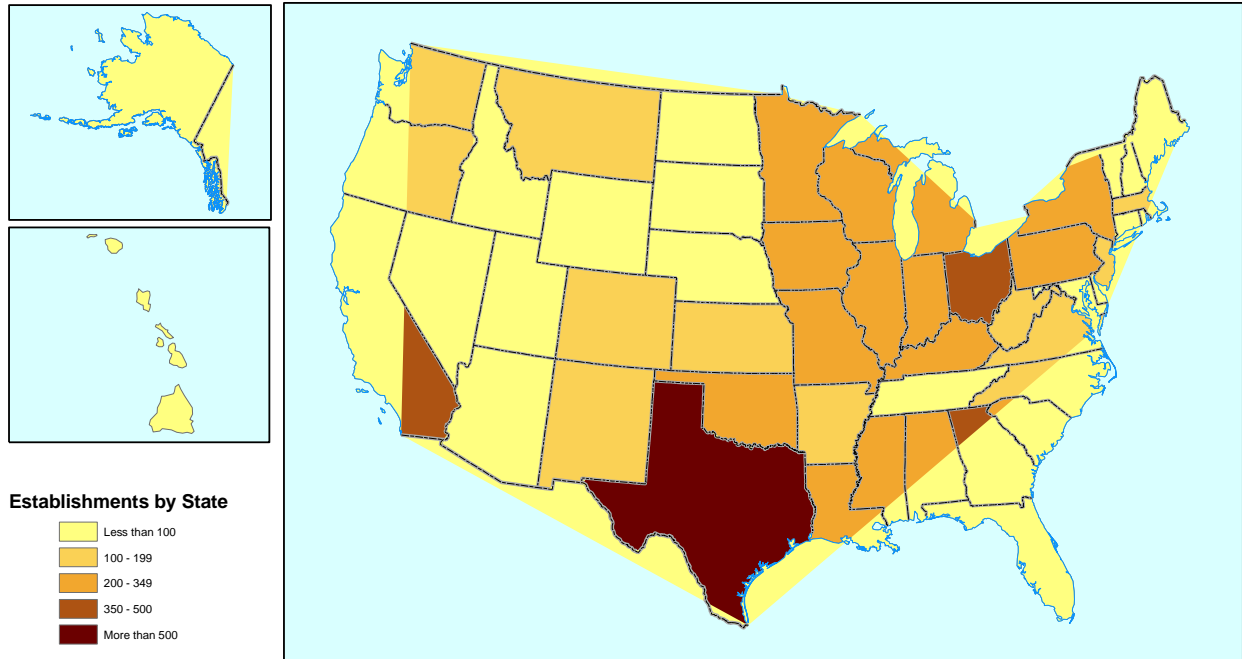 Establishments by State
Less than 100
100 - 199
200 - 349
350 - 500
More than 500